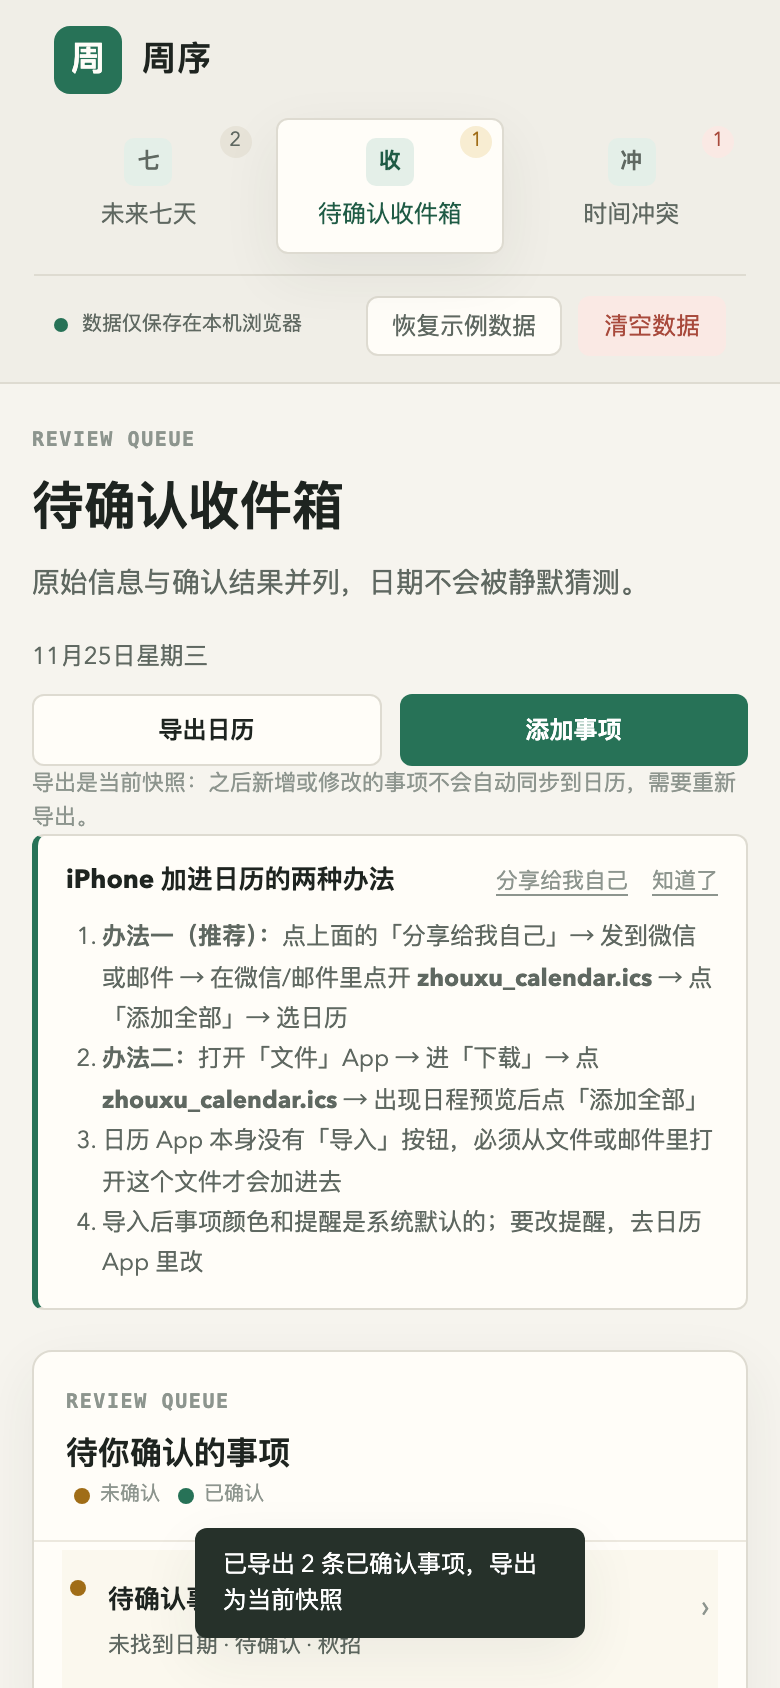 周 周序
七 2
未来七天
收 1
待确认收件箱
冲 1
时间冲突
数据仅保存在本机浏览器
恢复示例数据
清空数据
REVIEW QUEUE
待确认收件箱
原始信息与确认结果并列，日期不会被静默猜测。
11月25日星期三
导出日历
添加事项
导出是当前快照：之后新增或修改的事项不会自动同步到日历，需要重新
导出。
iPhone 加进日历的两种办法
分享给我自己 知道了
1. 办法一（推荐）：点上面的「分享给我自己」→ 发到微信
或邮件 → 在微信/邮件里点开 zhouxu_calendar.ics → 点
「添加全部」→ 选日历
2. 办法二：打开「文件」App → 进「下载」→ 点
zhouxu_calendar.ics → 出现日程预览后点「添加全部」
3. 日历 App 本身没有「导入」按钮，必须从文件或邮件里打
开这个文件才会加进去
4. 导入后事项颜色和提醒是系统默认的；要改提醒，去日历
App 里改
REVIEW QUEUE
待你确认的事项
未确认 已确认
已导出 2 条已确认事项，导出
为当前快照
待确认
未找到日期 · 待确认 · 秋招
›